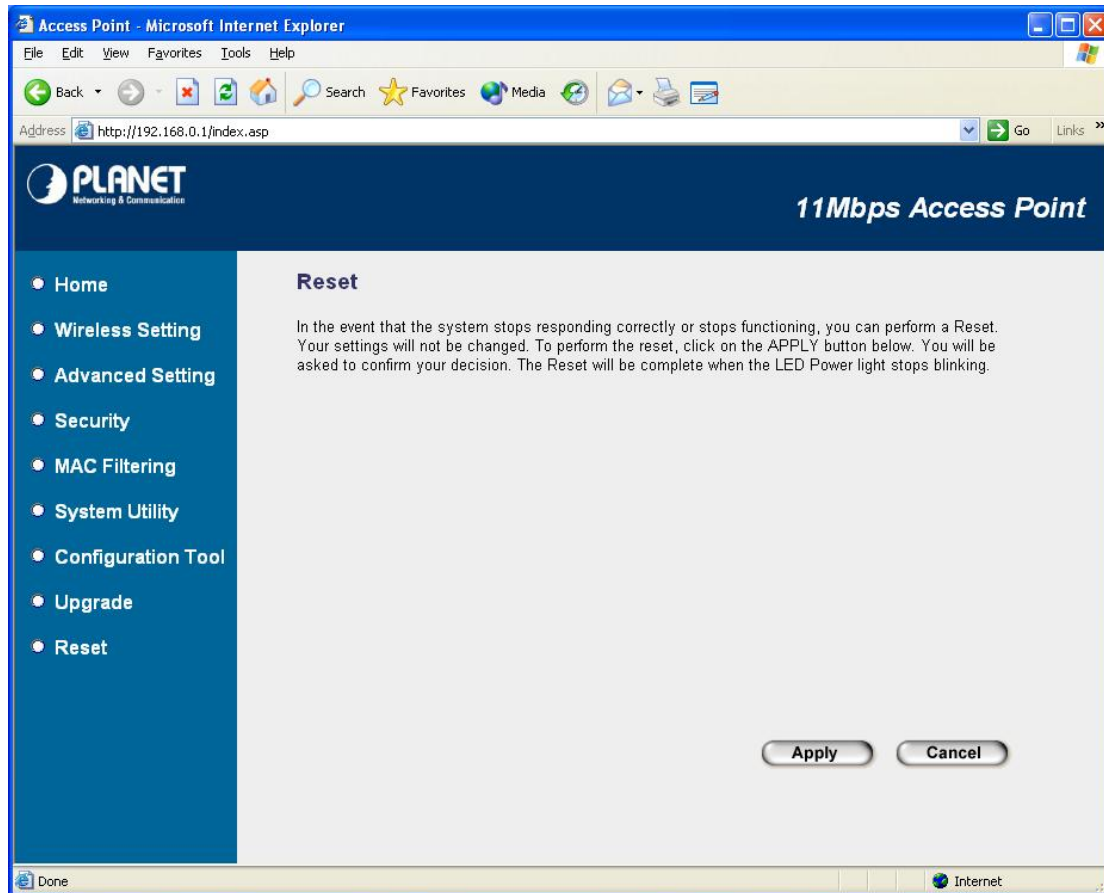 Access Point - Microsoft Internet Explorer
File Edit View Favorites Tools Help
Back Search Favorites Media
Address http://192.168.0.1/index.asp Go Links »
PLANET
Networking & Communication
11Mbps Access Point
Home
Wireless Setting
Advanced Setting
Security
MAC Filtering
System Utility
Configuration Tool
Upgrade
Reset
Reset
In the event that the system stops responding correctly or stops functioning, you can perform a Reset.
Your settings will not be changed. To perform the reset, click on the APPLY button below. You will be
asked to confirm your decision. The Reset will be complete when the LED Power light stops blinking.
Apply Cancel
Done Internet